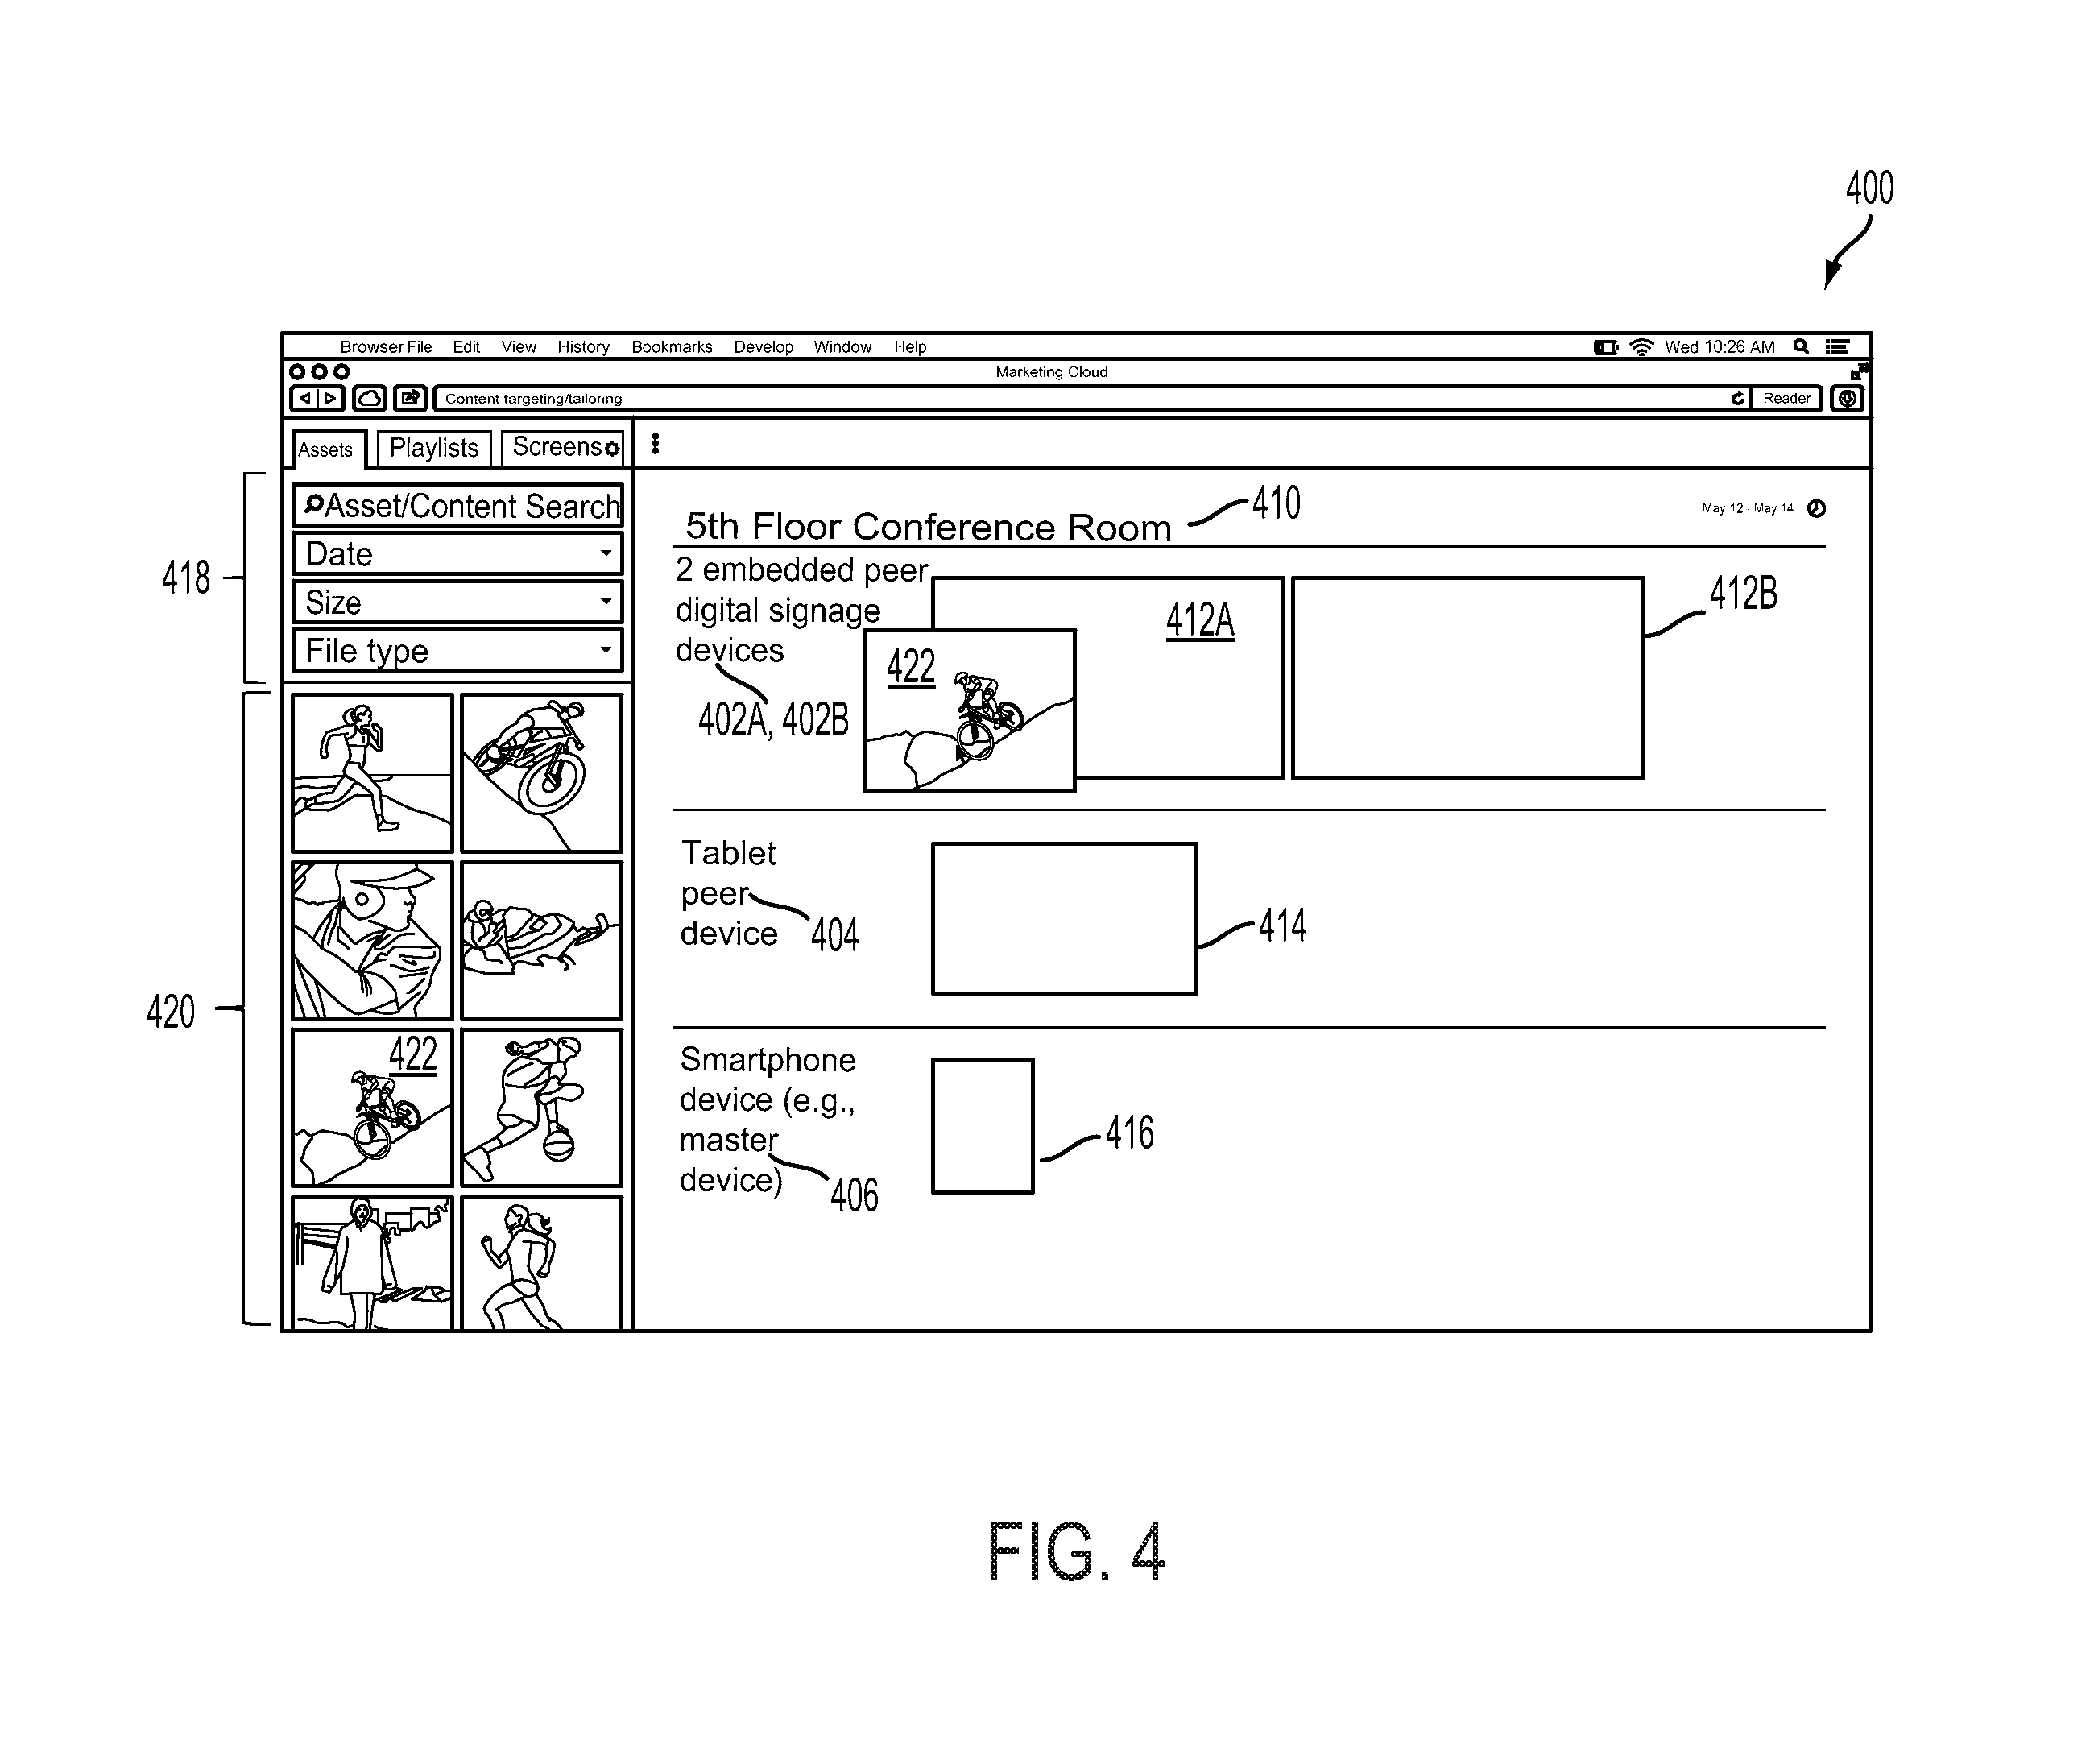 400
Browser File Edit View History Bookmarks Develop Window Help Wed 10:26 AM
Marketing Cloud
Content targeting/tailoring Reader
Assets Playlists Screens
Asset/Content Search
Date
Size
File type
418
420
422
5th Floor Conference Room
410
May 12 - May 14
2 embedded peer
digital signage
devices
402A, 402B
422
412A
412B
Tablet
peer
device
404
414
Smartphone
device (e.g.,
master
device)
406
416
FIG. 4